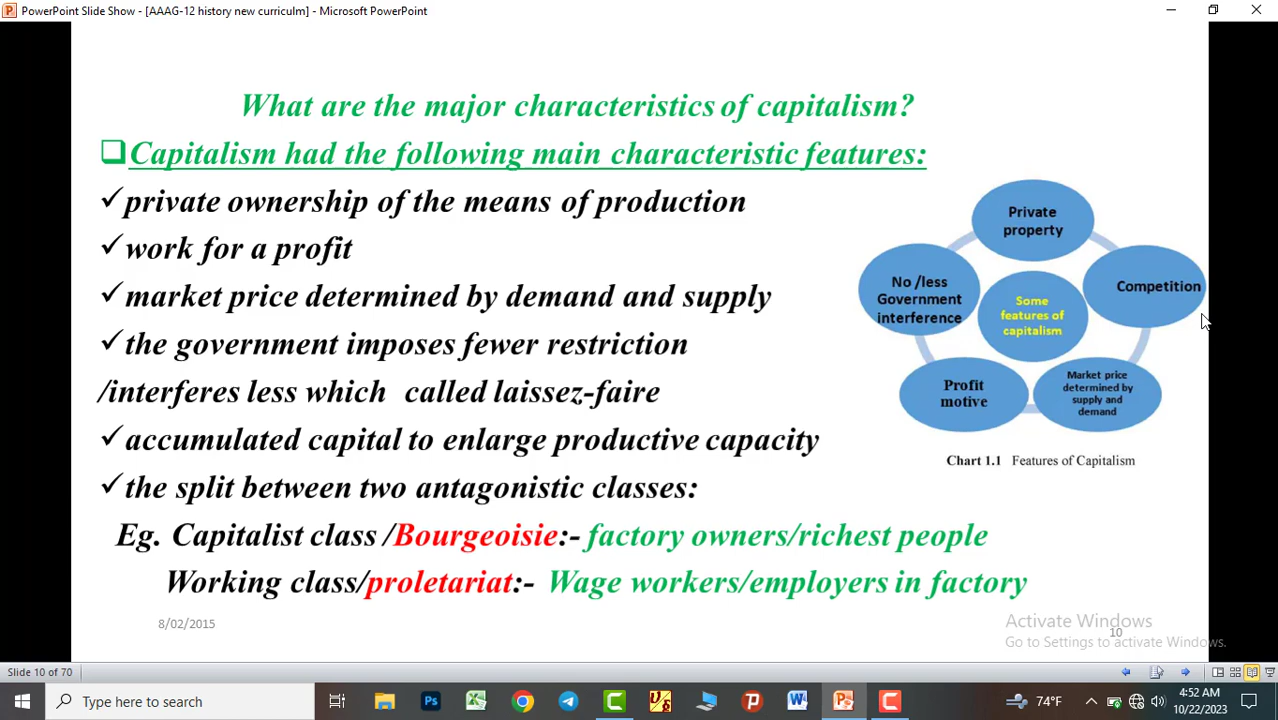 PowerPoint Slide Show - [AAAG-12 history new curriculm] - Microsoft PowerPoint
What are the major characteristics of capitalism?
Capitalism had the following main characteristic features:
✓private ownership of the means of production
✓work for a profit
✓market price determined by demand and supply
✓the government imposes fewer restriction
/interferes less which called laissez-faire
✓accumulated capital to enlarge productive capacity
✓the split between two antagonistic classes:
Eg. Capitalist class /Bourgeoisie:- factory owners/richest people
Working class/proletariat:- Wage workers/employers in factory
Private
property
Competition
Market price
determined by
supply and
demand
Profit
motive
No /less
Government
interference
Some
features of
capitalism
Chart 1.1 Features of Capitalism
8/02/2015
10
Activate Windows
Go to Settings to activate Windows.
Slide 10 of 70
Type here to search
74°F
4:52 AM
10/22/2023